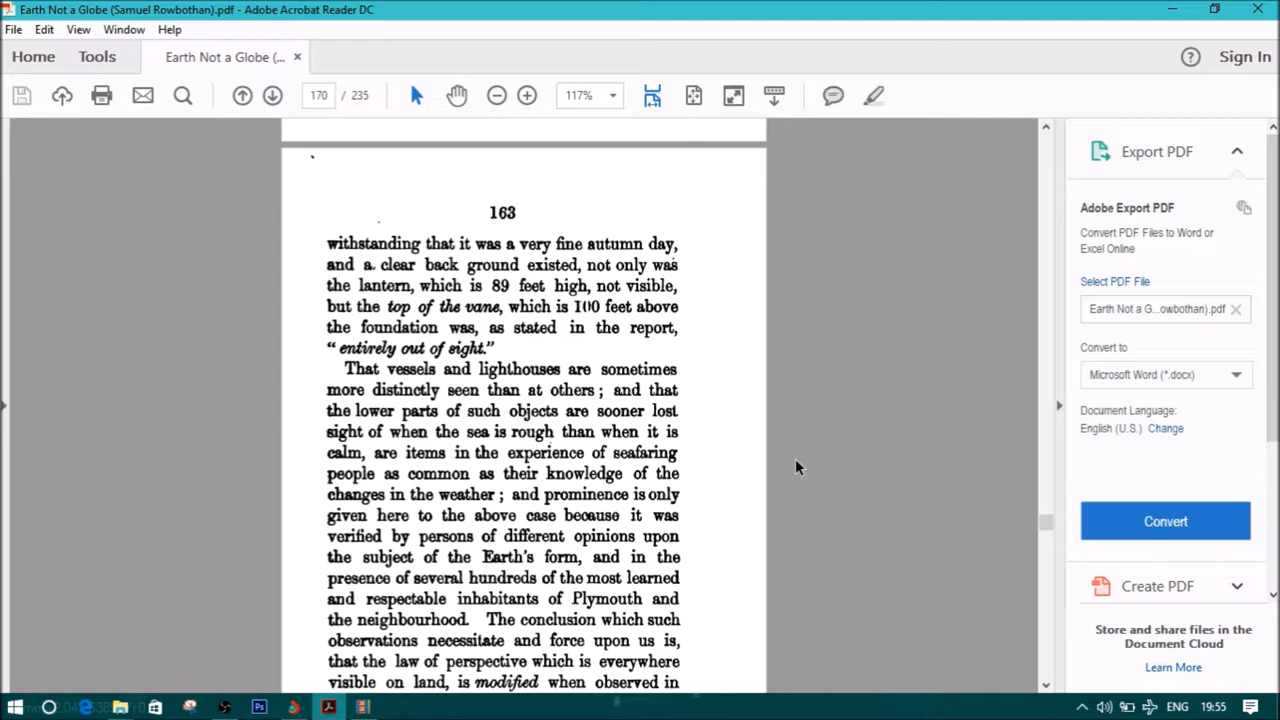 Earth Not a Globe (Samuel Rowbothan).pdf - Adobe Acrobat Reader DC
File Edit View Window Help
Home Tools Earth Not a Globe (... × Sign In
170 / 235 117%
163
withstanding that it was a very fine autumn day,
and a clear back ground existed, not only was
the lantern, which is 89 feet high, not visible,
but the top of the vane, which is 100 feet above
the foundation was, as stated in the report,
"entirely out of sight."
That vessels and lighthouses are sometimes
more distinctly seen than at others; and that
the lower parts of such objects are sooner lost
sight of when the sea is rough than when it is
calm, are items in the experience of seafaring
people as common as their knowledge of the
changes in the weather; and prominence is only
given here to the above case because it was
verified by persons of different opinions upon
the subject of the Earth's form, and in the
presence of several hundreds of the most learned
and respectable inhabitants of Plymouth and
the neighbourhood. The conclusion which such
observations necessitate and force upon us is,
that the law of perspective which is everywhere
visible on land, is modified when observed in
Export PDF
Adobe Export PDF
Convert PDF Files to Word or
Excel Online
Select PDF File
Earth Not a G...owbothan).pdf
Convert to
Microsoft Word (*.docx)
Document Language:
English (U.S.) Change
Convert
Create PDF
Store and share files in the
Document Cloud
Learn More
ENG 19:55